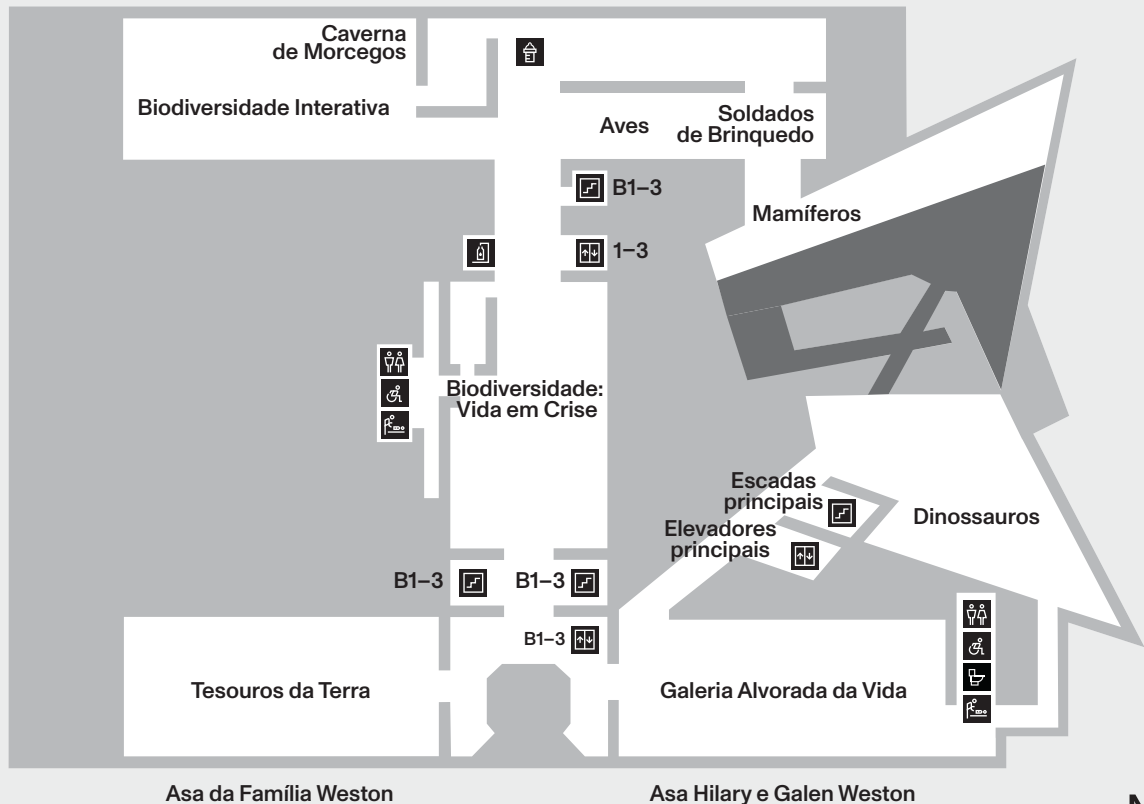 Caverna
de Morcegos
Biodiversidade Interativa
Aves
Soldados
de Brinquedo
B1–3
Mamíferos
1–3
Biodiversidade:
Vida em Crise
Escadas
principais
Elevadores
principais
Dinossauros
B1–3
B1–3
B1–3
Tesouros da Terra
Galeria Alvorada da Vida
Asa da Família Weston
Asa Hilary e Galen Weston